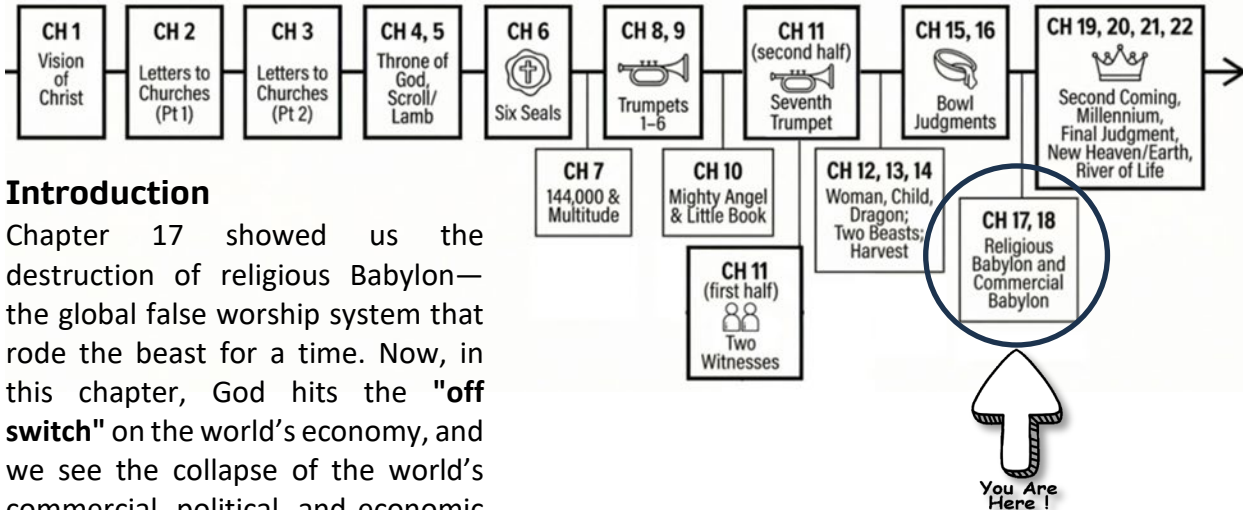 CH 1
Vision
of
Christ
CH 2
Letters to
Churches
(Pt 1)
CH 3
Letters to
Churches
(Pt 2)
CH 4, 5
Throne of
God,
Scroll/
Lamb
CH 6
Six Seals
CH 8, 9
Trumpets
1–6
CH 11
(second half)
Seventh
Trumpet
CH 15, 16
Bowl
Judgments
CH 19, 20, 21, 22
Second Coming,
Millennium,
Final Judgment,
New Heaven/Earth,
River of Life
CH 7
144,000 &
Multitude
CH 10
Mighty Angel
& Little Book
CH 11
(first half)
Two
Witnesses
CH 12, 13, 14
Woman, Child,
Dragon;
Two Beasts;
Harvest
CH 17, 18
Religious
Babylon and
Commercial
Babylon
You Are
Here !
Introduction
Chapter 17 showed us the
destruction of religious Babylon—
the global false worship system that
rode the beast for a time. Now, in
this chapter, God hits the "off
switch" on the world’s economy, and
we see the collapse of the world’s
commercial, political, and economic